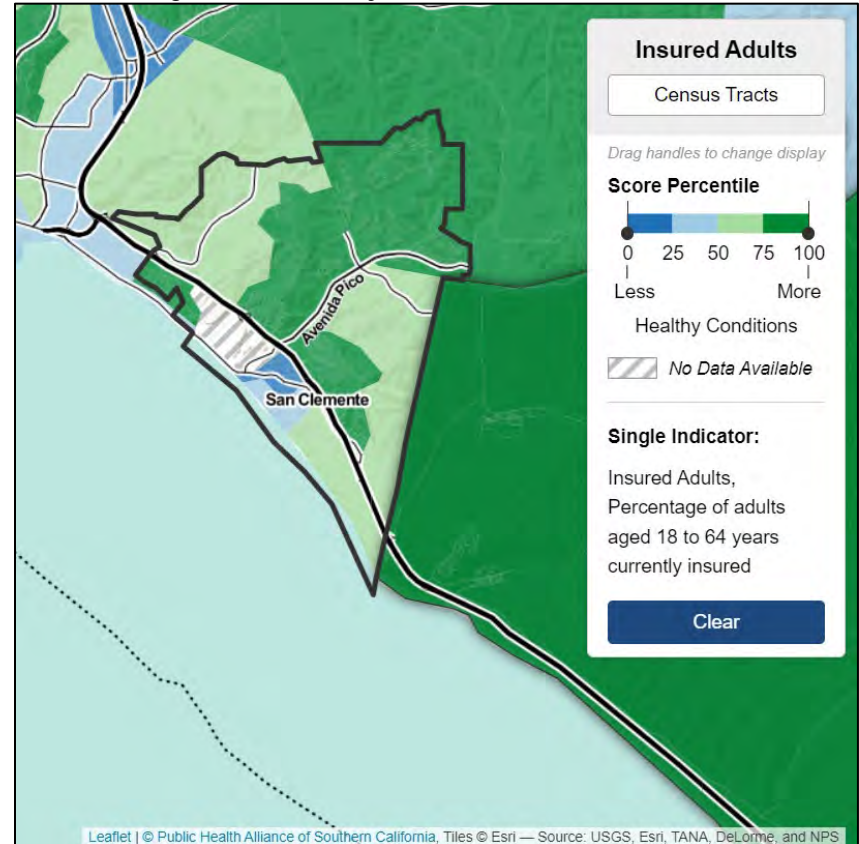 Insured Adults
Census Tracts
Drag handles to change display
Score Percentile
0 25 50 75 100
Less More
Healthy Conditions
No Data Available
Single Indicator:
Insured Adults,
Percentage of adults
aged 18 to 64 years
currently insured
Clear
Avenida Pico
San Clemente
Leaflet | © Public Health Alliance of Southern California, Tiles © Esri — Source: USGS, Esri, TANA, DeLorme, and NPS